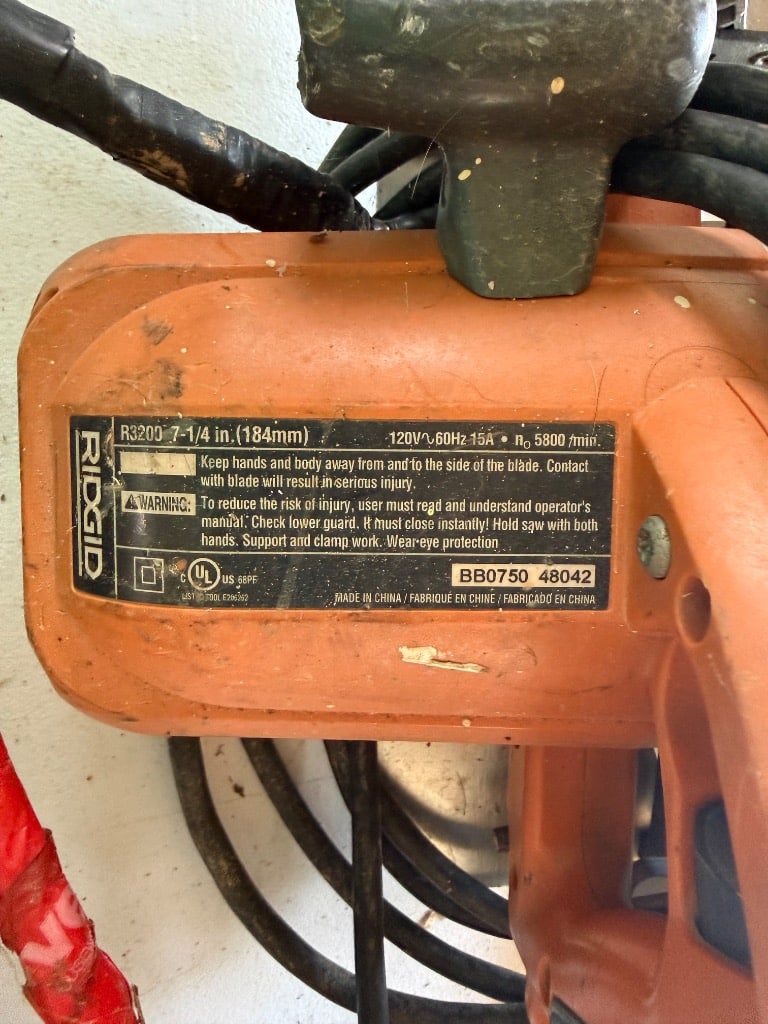 RIDGID
R3200 7-1/4 in.(184mm) 120V∿60Hz 15A • n₀ 5800/min.
Keep hands and body away from and to the side of the blade. Contact
with blade will result in serious injury.
WARNING: To reduce the risk of injury, user must read and understand operator's
manual. Check lower guard. It must close instantly! Hold saw with both
hands. Support and clamp work. Wear eye protection
C UL US 68PF
BB0750 48042
LISTED TOOL E206262
MADE IN CHINA / FABRIQUÉ EN CHINE / FABRICADO EN CHINA